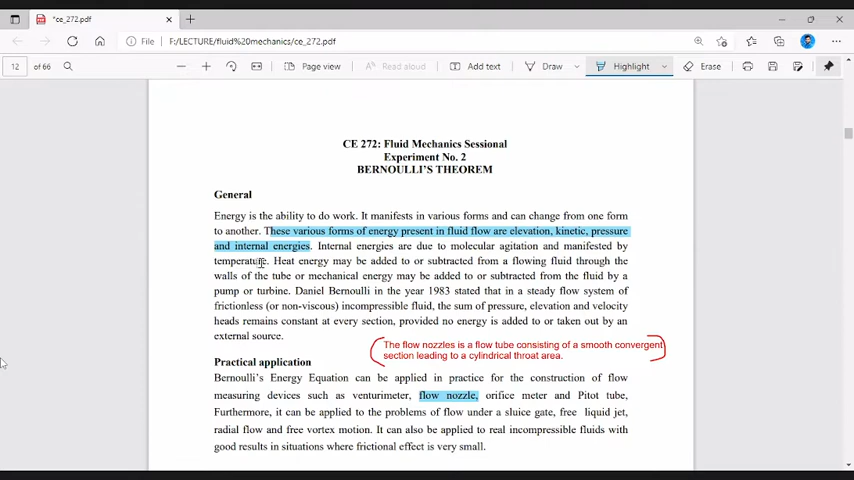 *ce_272.pdf
File
F:/LECTURE/fluid%20mechanics/ce_272.pdf
12
of 66
Page view
Read aloud
Add text
Draw
Highlight
Erase
CE 272: Fluid Mechanics Sessional
Experiment No. 2
BERNOULLI'S THEOREM
General
Energy is the ability to do work. It manifests in various forms and can change from one form
to another. These various forms of energy present in fluid flow are elevation, kinetic, pressure
and internal energies. Internal energies are due to molecular agitation and manifested by
temperature. Heat energy may be added to or subtracted from a flowing fluid through the
walls of the tube or mechanical energy may be added to or subtracted from the fluid by a
pump or turbine. Daniel Bernoulli in the year 1983 stated that in a steady flow system of
frictionless (or non-viscous) incompressible fluid, the sum of pressure, elevation and velocity
heads remains constant at every section, provided no energy is added to or taken out by an
external source.
The flow nozzles is a flow tube consisting of a smooth convergent
section leading to a cylindrical throat area.
Practical application
Bernoulli's Energy Equation can be applied in practice for the construction of flow
measuring devices such as venturimeter, flow nozzle, orifice meter and Pitot tube,
Furthermore, it can be applied to the problems of flow under a sluice gate, free liquid jet,
radial flow and free vortex motion. It can also be applied to real incompressible fluids with
good results in situations where frictional effect is very small.